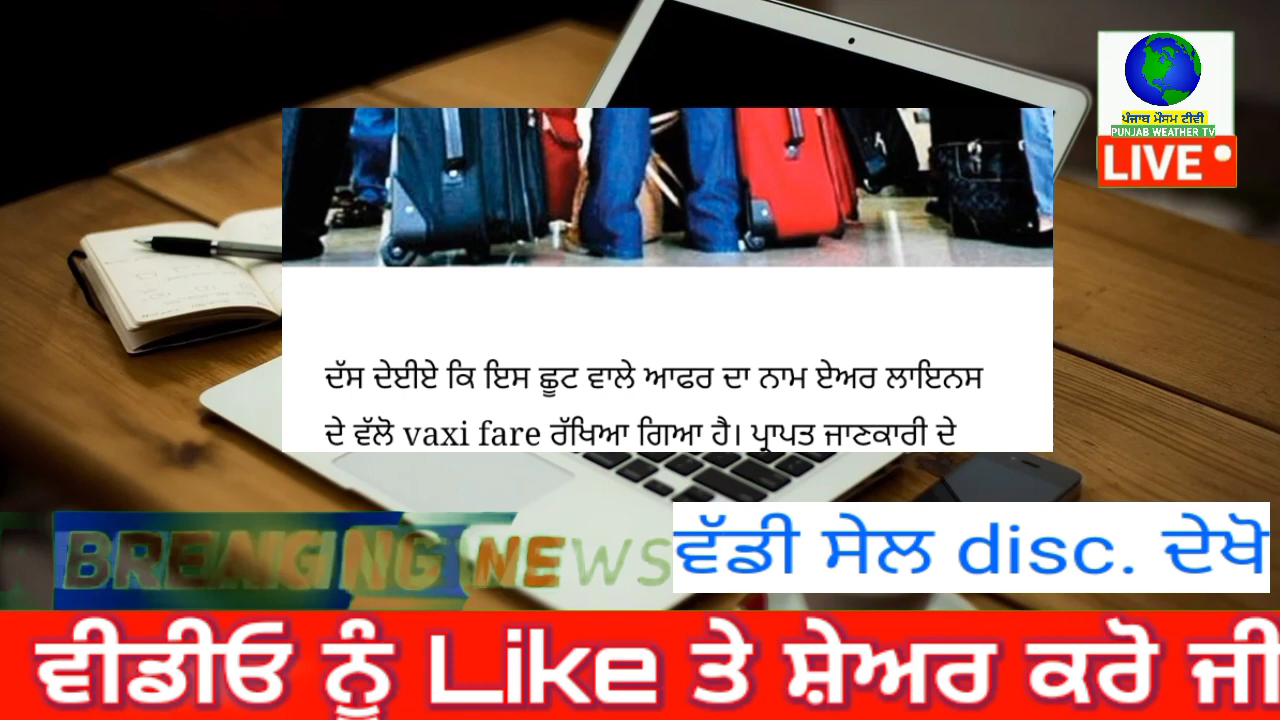 ਪੰਜਾਬ ਮੌਸਮ ਟੀਵੀ
PUNJAB WEATHER TV
LIVE
ਦੱਸ ਦੇਈਏ ਕਿ ਇਸ ਛੂਟ ਵਾਲੇ ਆਫਰ ਦਾ ਨਾਮ ਏਅਰ ਲਾਇਨਸ
ਦੇ ਵੱਲੋ vaxi fare ਰੱਖਿਆ ਗਿਆ ਹੈ। ਪ੍ਰਾਪਤ ਜਾਣਕਾਰੀ ਦੇ
NEWS
ਵੱਡੀ ਸੇਲ disc. ਦੇਖੋ
ਵੀਡੀਓ ਨੂੰ Like ਤੇ ਸ਼ੇਅਰ ਕਰੋ ਜੀ